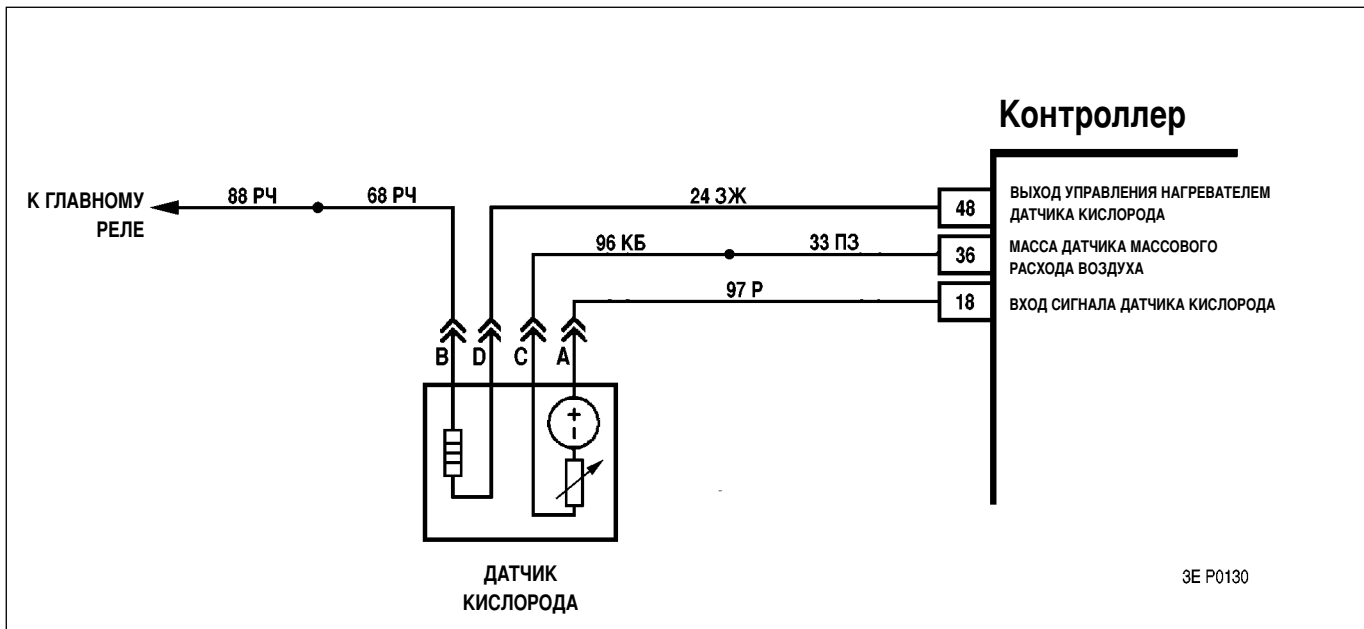 Контроллер
К ГЛАВНОМУ
РЕЛЕ
88 РЧ
68 РЧ
24 ЗЖ
48
ВЫХОД УПРАВЛЕНИЯ НАГРЕВАТЕЛЕМ
ДАТЧИКА КИСЛОРОДА
96 КБ
33 ПЗ
36
МАССА ДАТЧИКА МАССОВОГО
РАСХОДА ВОЗДУХА
97 Р
18
ВХОД СИГНАЛА ДАТЧИКА КИСЛОРОДА
B
D
C
A
+
–
ДАТЧИК
КИСЛОРОДА
3E P0130